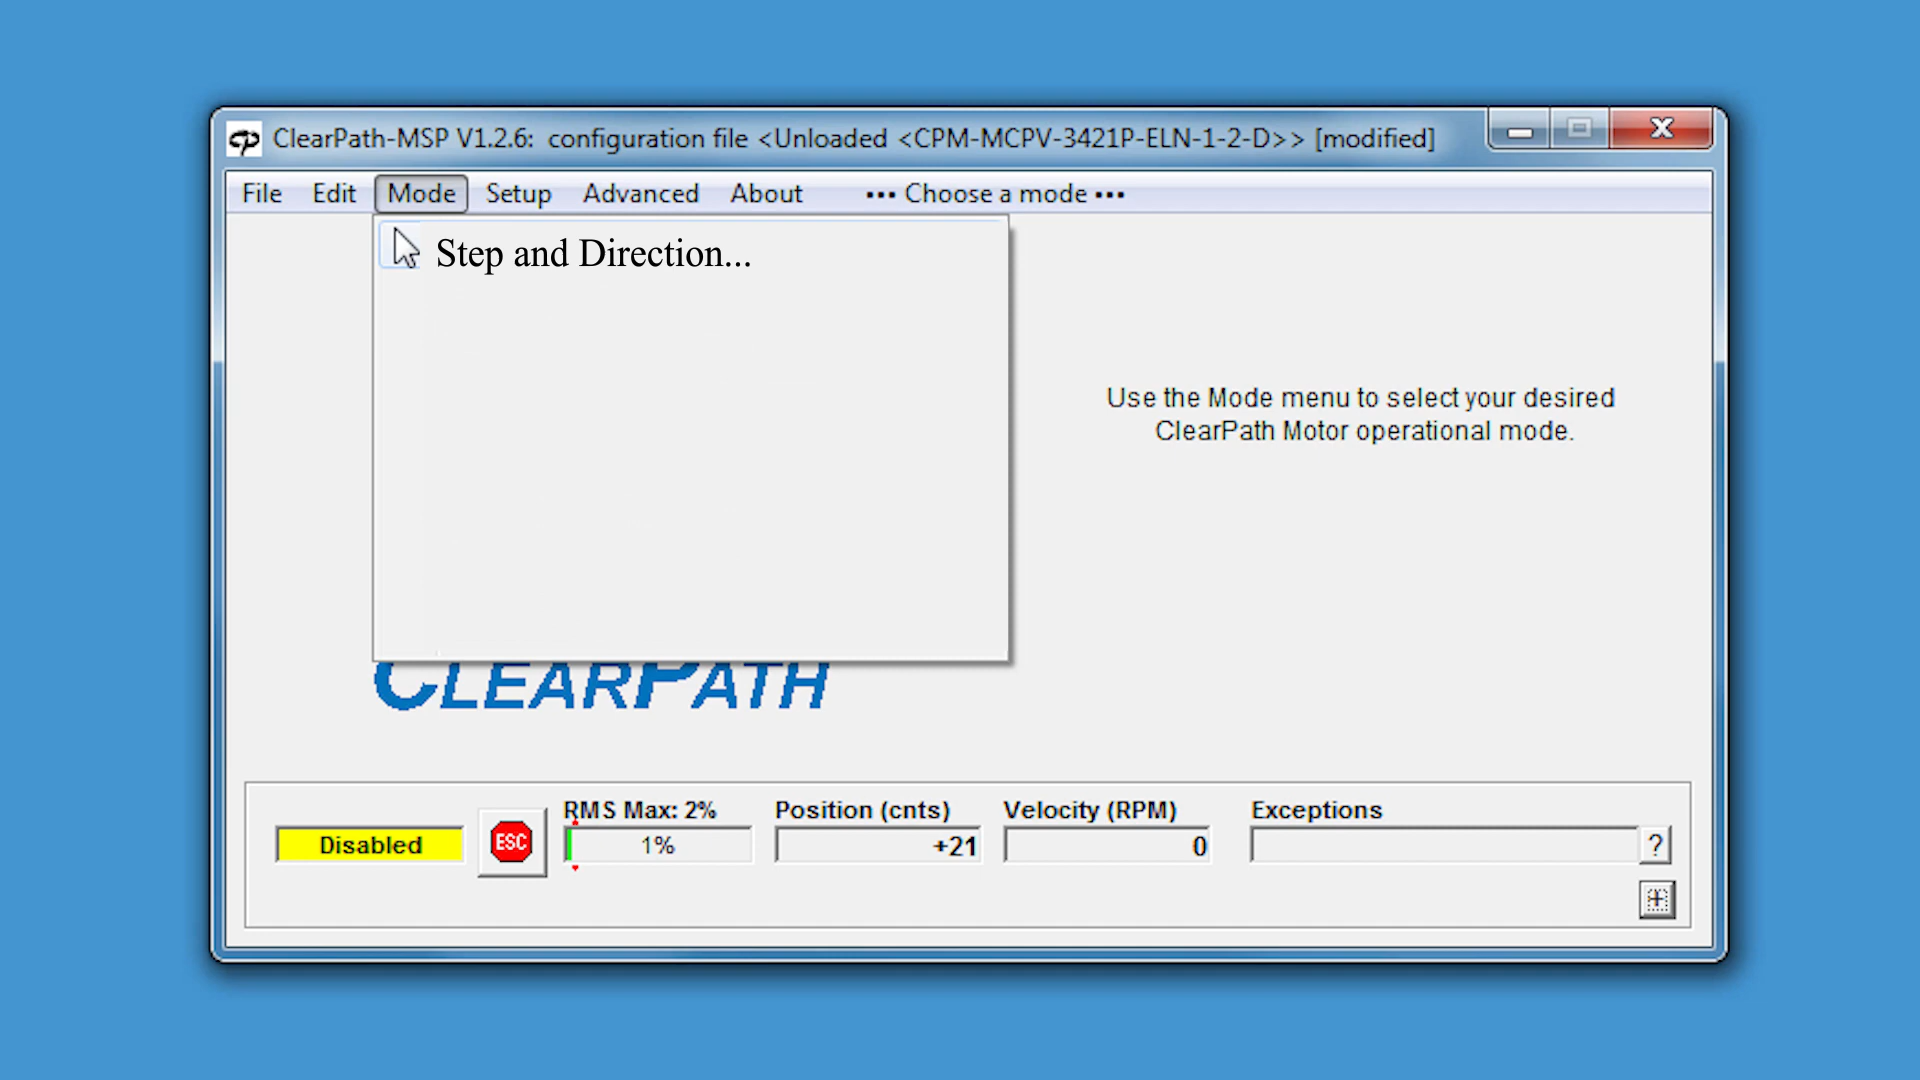 cp ClearPath-MSP V1.2.6: configuration file <Unloaded <CPM-MCPV-3421P-ELN-1-2-D>> [modified]
File Edit Mode Setup Advanced About ··· Choose a mode ···
Step and Direction...
Use the Mode menu to select your desired
ClearPath Motor operational mode.
CLEARPATH
RMS Max: 2% Position (cnts) Velocity (RPM) Exceptions
Disabled ESC 1% +21 0 ?